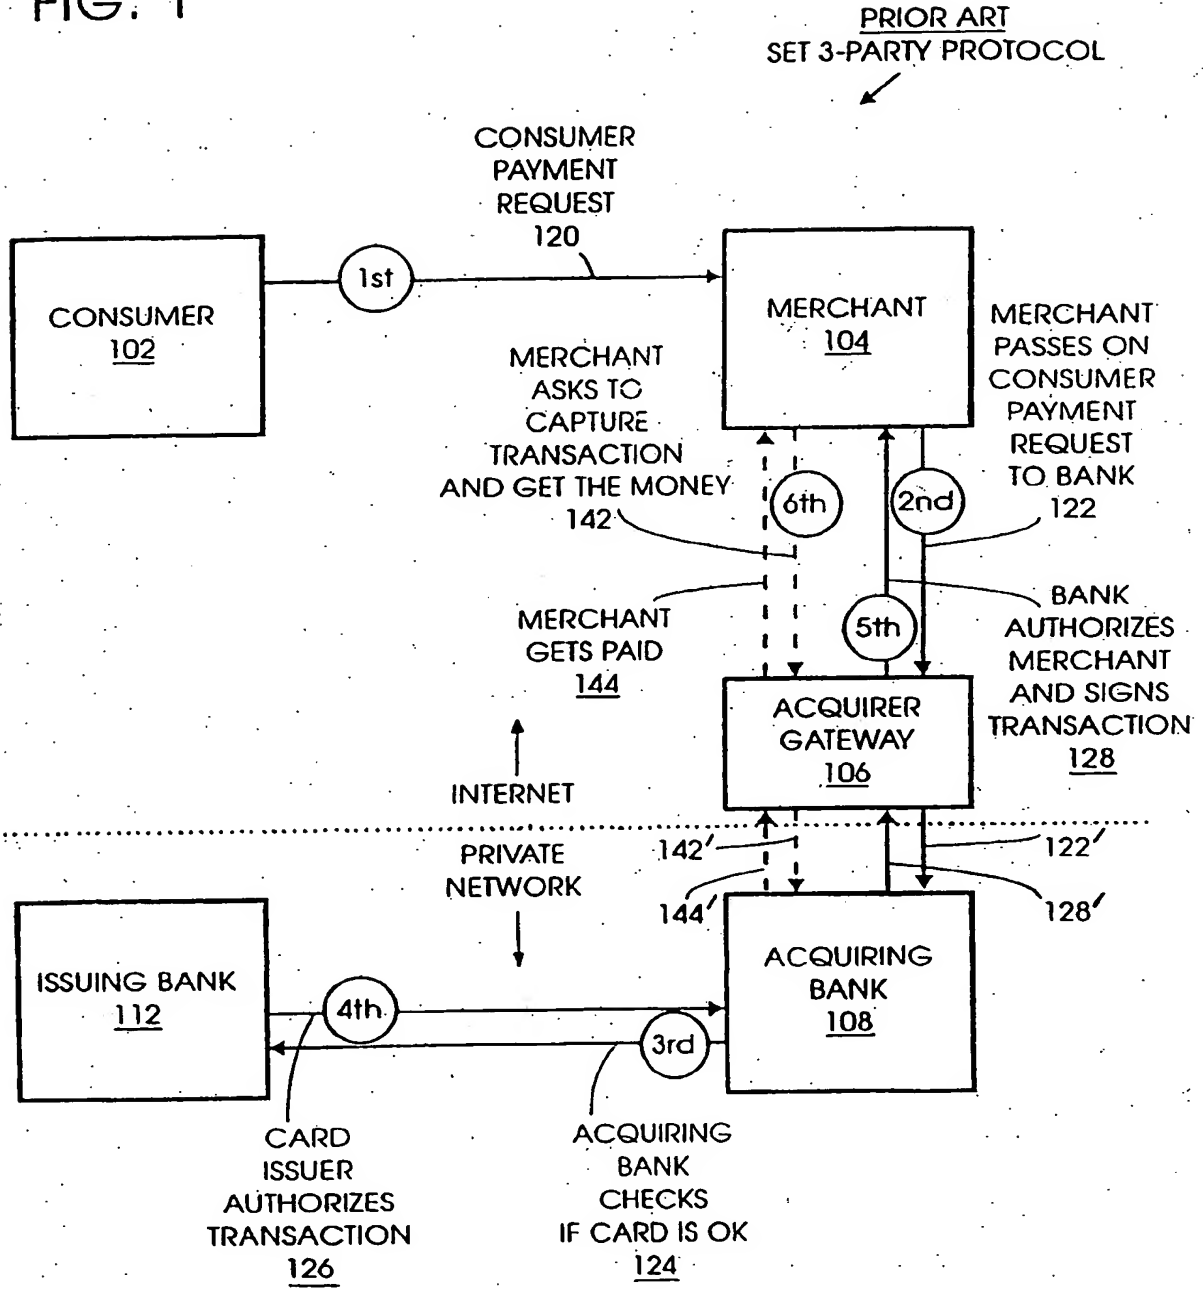 FIG. 1
PRIOR ART
SET 3-PARTY PROTOCOL
CONSUMER
PAYMENT
REQUEST
120
1st
CONSUMER
102
MERCHANT
104
MERCHANT
ASKS TO
CAPTURE
TRANSACTION
AND GET THE MONEY
142
MERCHANT
PASSES ON
CONSUMER
PAYMENT
REQUEST
TO BANK
122
6th
2nd
MERCHANT
GETS PAID
144
5th
BANK
AUTHORIZES
MERCHANT
AND SIGNS
TRANSACTION
128
ACQUIRER
GATEWAY
106
INTERNET
PRIVATE
NETWORK
142′
144′
122′
128′
ISSUING BANK
112
4th
3rd
ACQUIRING
BANK
108
CARD
ISSUER
AUTHORIZES
TRANSACTION
126
ACQUIRING
BANK
CHECKS
IF CARD IS OK
124